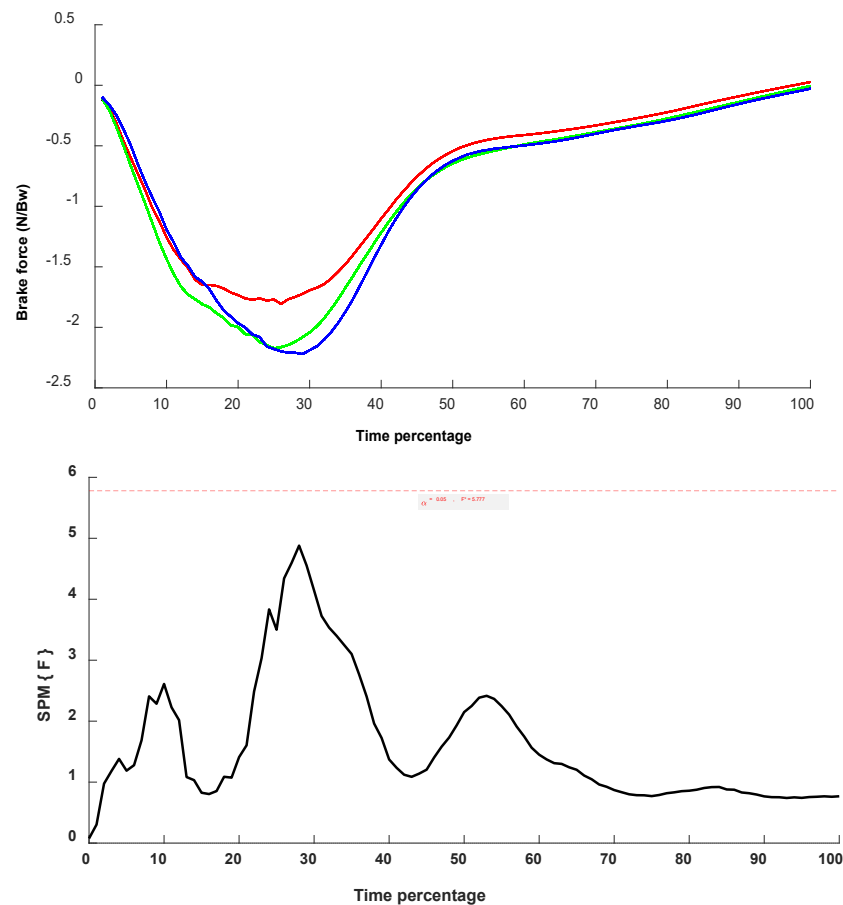 0.5
0
-0.5
-1
-1.5
-2
-2.5
Brake force (N/Bw)
0 10 20 30 40 50 60 70 80 90 100
Time percentage
6
5
4
3
2
1
0
SPM { F }
α = 0.05 , F* = 5.777
0 10 20 30 40 50 60 70 80 90 100
Time percentage